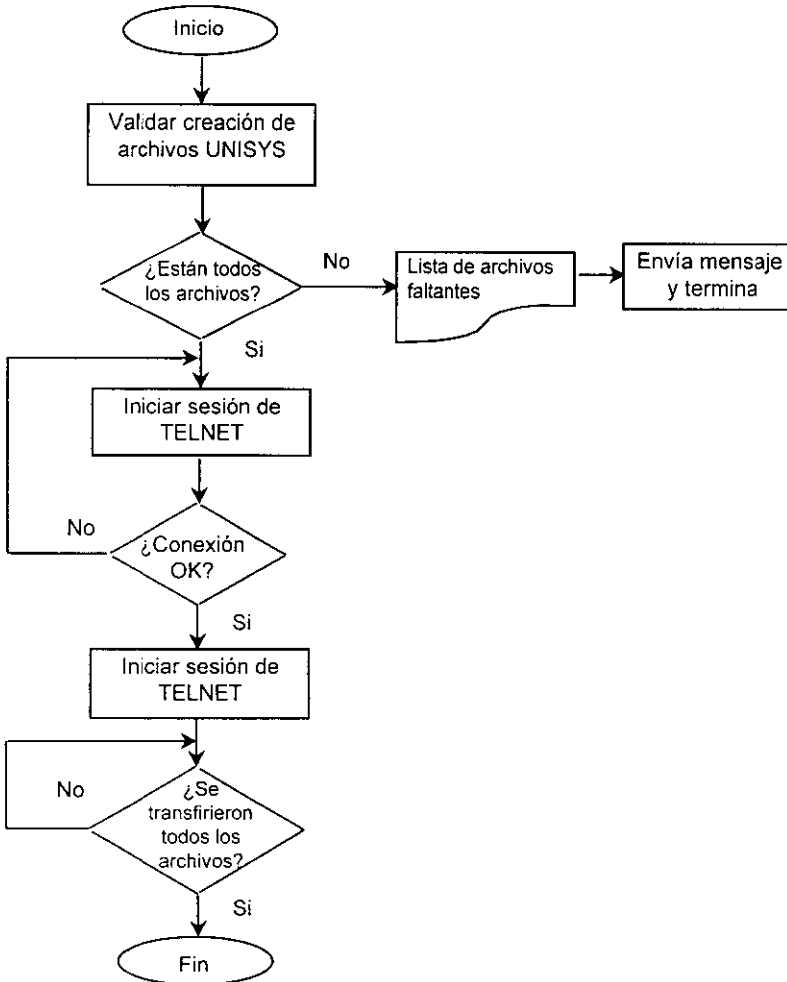 Inicio
Validar creación de
archivos UNISYS
¿Están todos
los archivos?
No
Lista de archivos
faltantes
Envía mensaje
y termina
Si
Iniciar sesión de
TELNET
No
¿Conexión
OK?
Si
Iniciar sesión de
TELNET
No
¿Se
transfirieron
todos los
archivos?
Si
Fin